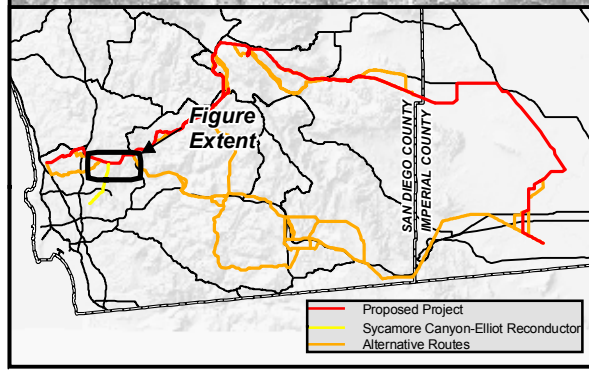 Figure
Extent
SAN DIEGO COUNTY
IMPERIAL COUNTY
Proposed Project
Sycamore Canyon-Elliot Reconductor
Alternative Routes